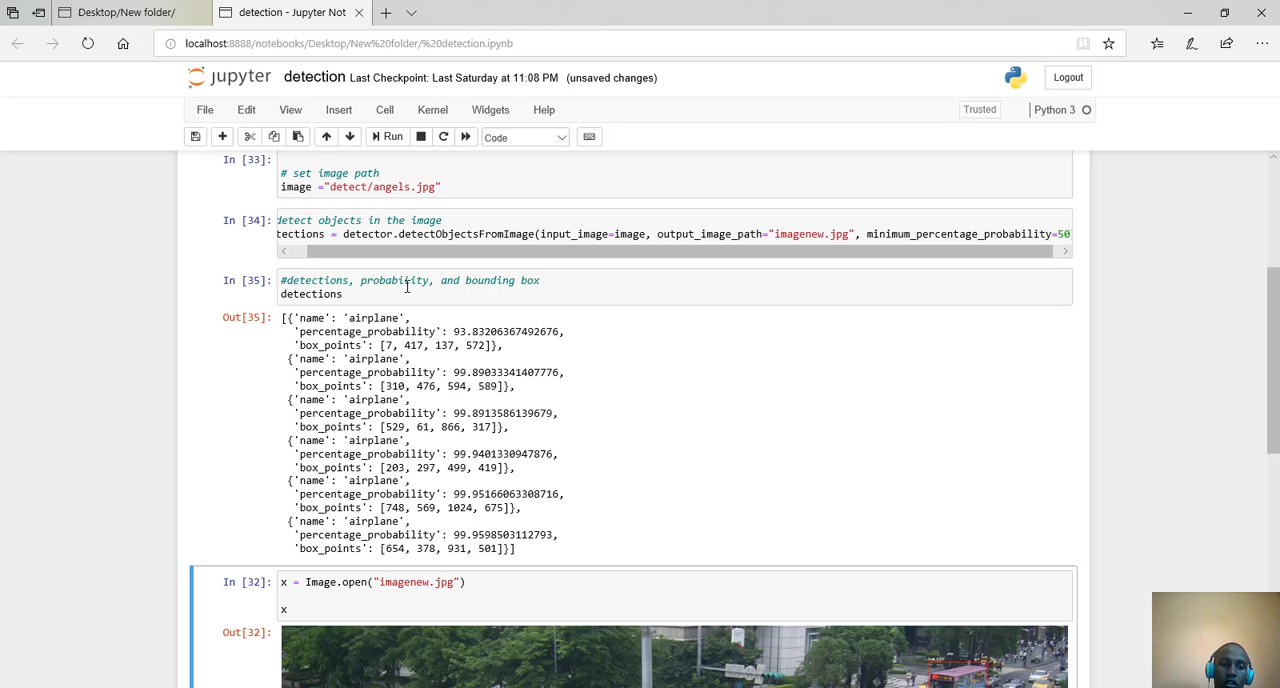 Desktop/New folder/
detection - Jupyter Not
localhost:8888/notebooks/Desktop/New%20folder/%20detection.ipynb
jupyter detection Last Checkpoint: Last Saturday at 11:08 PM (unsaved changes)
Logout
File Edit View Insert Cell Kernel Widgets Help
Trusted
Python 3
Run
Code
In [33]:
# set image path
image ="detect/angels.jpg"
In [34]:
detect objects in the image
tections = detector.detectObjectsFromImage(input_image=image, output_image_path="imagenew.jpg", minimum_percentage_probability=50
In [35]:
#detections, probability, and bounding box
detections
Out[35]:
[{'name': 'airplane',
'percentage_probability': 93.83206367492676,
'box_points': [7, 417, 137, 572]},
{'name': 'airplane',
'percentage_probability': 99.89033341407776,
'box_points': [310, 476, 594, 589]},
{'name': 'airplane',
'percentage_probability': 99.8913586139679,
'box_points': [529, 61, 866, 317]},
{'name': 'airplane',
'percentage_probability': 99.9401330947876,
'box_points': [203, 297, 499, 419]},
{'name': 'airplane',
'percentage_probability': 99.95166063308716,
'box_points': [748, 569, 1024, 675]},
{'name': 'airplane',
'percentage_probability': 99.9598503112793,
'box_points': [654, 378, 931, 501]}]
In [32]:
x = Image.open("imagenew.jpg")
x
Out[32]: